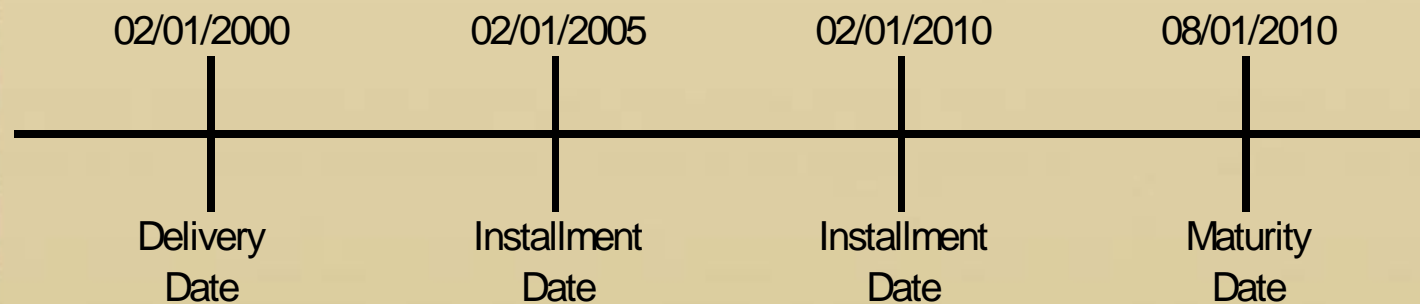 02/01/2000 02/01/2005 02/01/2010 08/01/2010
Delivery Installment Installment Maturity
Date Date Date Date